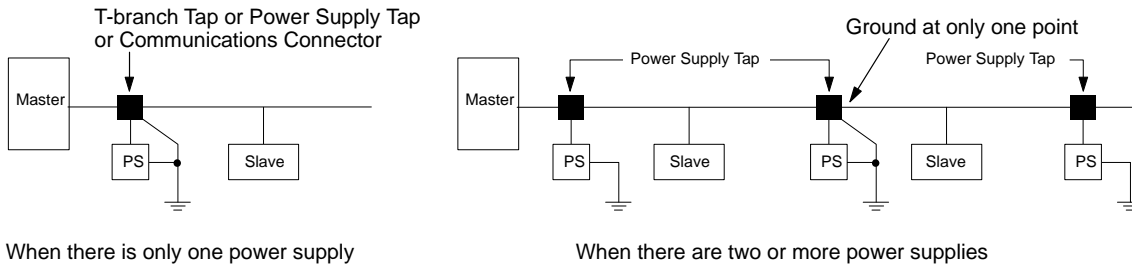 T-branch Tap or Power Supply Tap
or Communications Connector
Master
PS
Slave
When there is only one power supply
Ground at only one point
Power Supply Tap
Power Supply Tap
Master
PS
Slave
PS
Slave
PS
When there are two or more power supplies